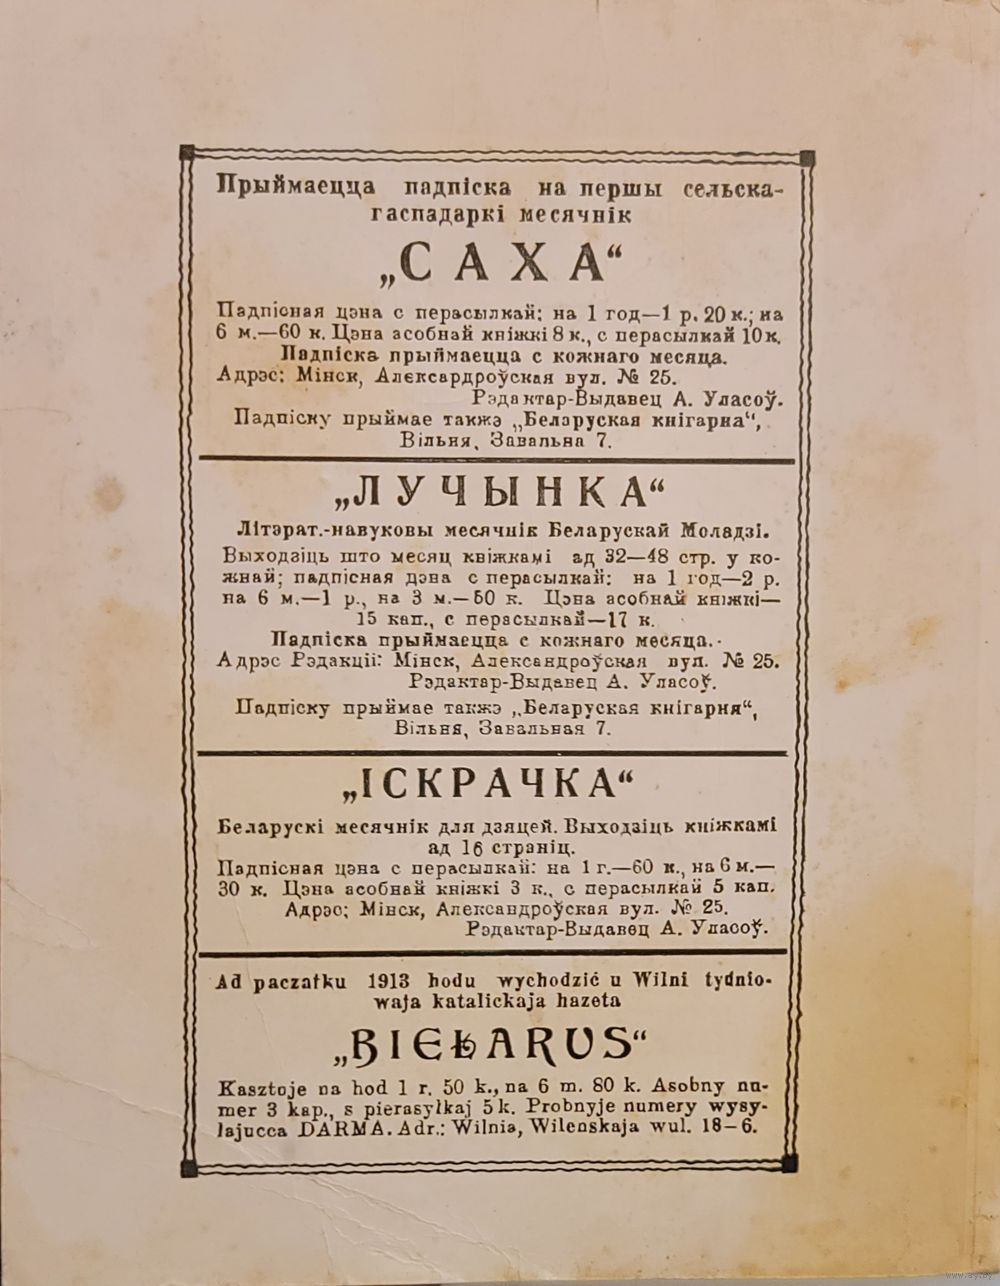 Прыймаецца падпіска на першы сельска-
гаспадаркі месячнік
„САХА“
Падпісная цэна с перасылкай: на 1 год—1 р. 20 к.; на
6 м.—60 к. Цэна асобнай кніжкі 8 к., с перасылкай 10 к.
Падпіска прыймаецца с кожнаго месяца.
Адрэс: Мінск, Алексардроўская вул. № 25.
Рэдактар-Выдавец А. Уласоў.
Падпіску прыймае такжэ „Беларуская кнігарна“,
Вільня, Завальна 7.
„ЛУЧЫНКА“
Літэрат.-навуковы месячнік Беларускай Моладзі.
Выходзіць што месяц квіжкамі ад 32—48 стр. у ко-
жнай; падпісная дэна с перасылкай: на 1 год—2 р.
на 6 м.—1 р., на 3 м.—50 к. Цэна асобнай кніжкі—
15 кап., с перасылкай—17 к.
Падпіска прыймаецца с кожнаго месяца.
Адрэс Рэдакціі: Мінск, Александроўская вул. № 25.
Рэдактар-Выдавец А. Уласоў.
Падпіску прыймае такжэ „Беларуская кнігарня“,
Вільня, Завальная 7.
„ІСКРАЧКА“
Беларускі месячнік для дзяцей. Выходзіць кніжкамі
ад 16 страніц.
Падпісная цэна с перасылкай: на 1 г.—60 к., на 6 м.—
30 к. Цэна асобнай кніжкі 3 к., с перасылкай 5 кап.
Адрэс; Мінск, Александроўская вул. № 25.
Рэдактар-Выдавец А. Уласоў.
Ad paczatku 1913 hodu wychodzić u Wilni tydnio-
waja katalickaja hazeta
„BIEŁARUS“
Kasztuje na hod 1 r. 50 k., na 6 m. 80 k. Asobny nu-
mer 3 kap., s pierasyłkaj 5 k. Probnyje numery wysy-
łajucca DARMA. Adr.: Wilnia, Wilenskaja wul. 18–6.